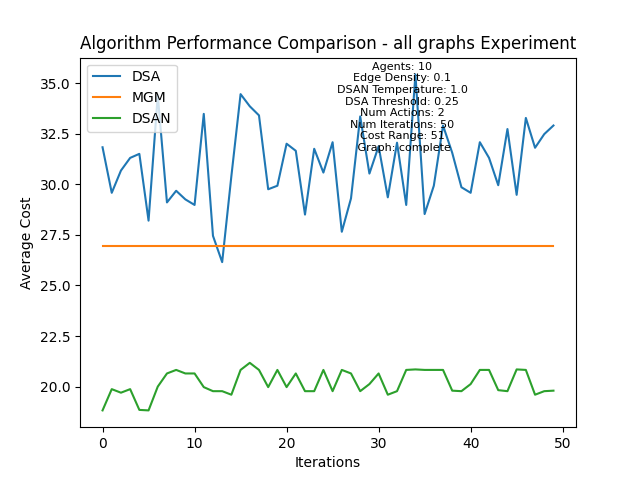 Algorithm Performance Comparison - all graphs Experiment
DSA
MGM
DSAN
Agents: 10
Edge Density: 0.1
DSAN Temperature: 1.0
DSA Threshold: 0.25
Num Actions: 2
Num Iterations: 50
Cost Range: 51
Graph: complete
35.0
32.5
30.0
27.5
25.0
22.5
20.0
Average Cost
0 10 20 30 40 50
Iterations